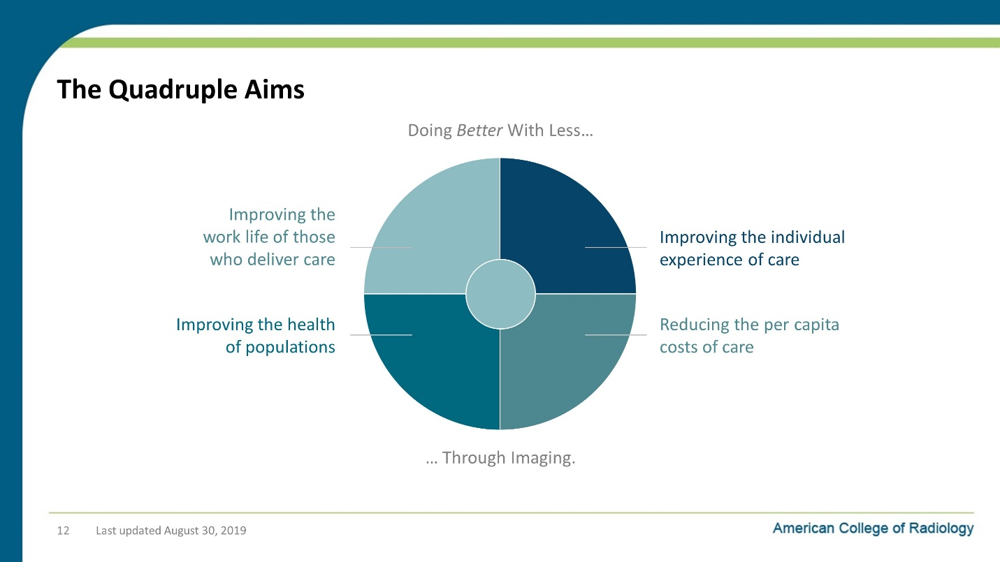 The Quadruple Aims
Doing Better With Less…
Improving the
work life of those
who deliver care
Improving the individual
experience of care
Improving the health
of populations
Reducing the per capita
costs of care
… Through Imaging.
12 Last updated August 30, 2019
American College of Radiology